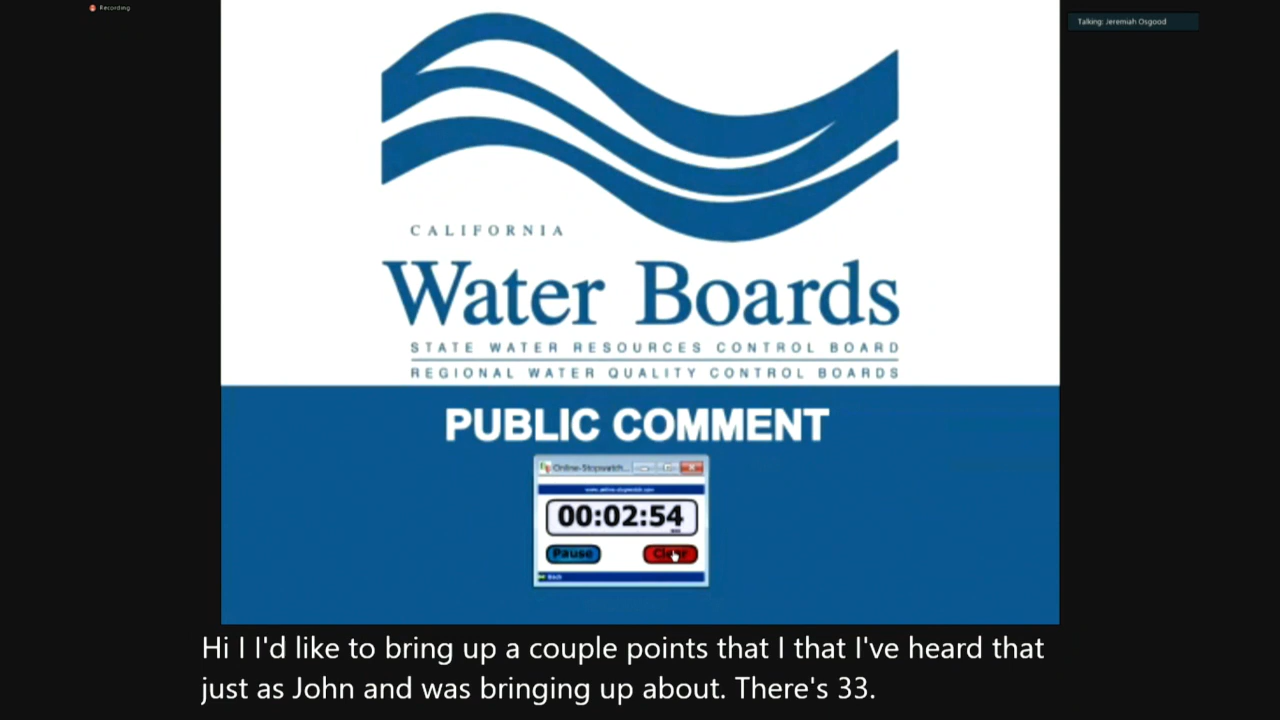 Recording
Talking: Jeremiah Osgood
CALIFORNIA
Water Boards
STATE WATER RESOURCES CONTROL BOARD
REGIONAL WATER QUALITY CONTROL BOARDS
PUBLIC COMMENT
Online-Stopwatch...
00:02:54
Pause
Clear
Back
Hi I I'd like to bring up a couple points that I that I've heard that
just as John and was bringing up about. There's 33.